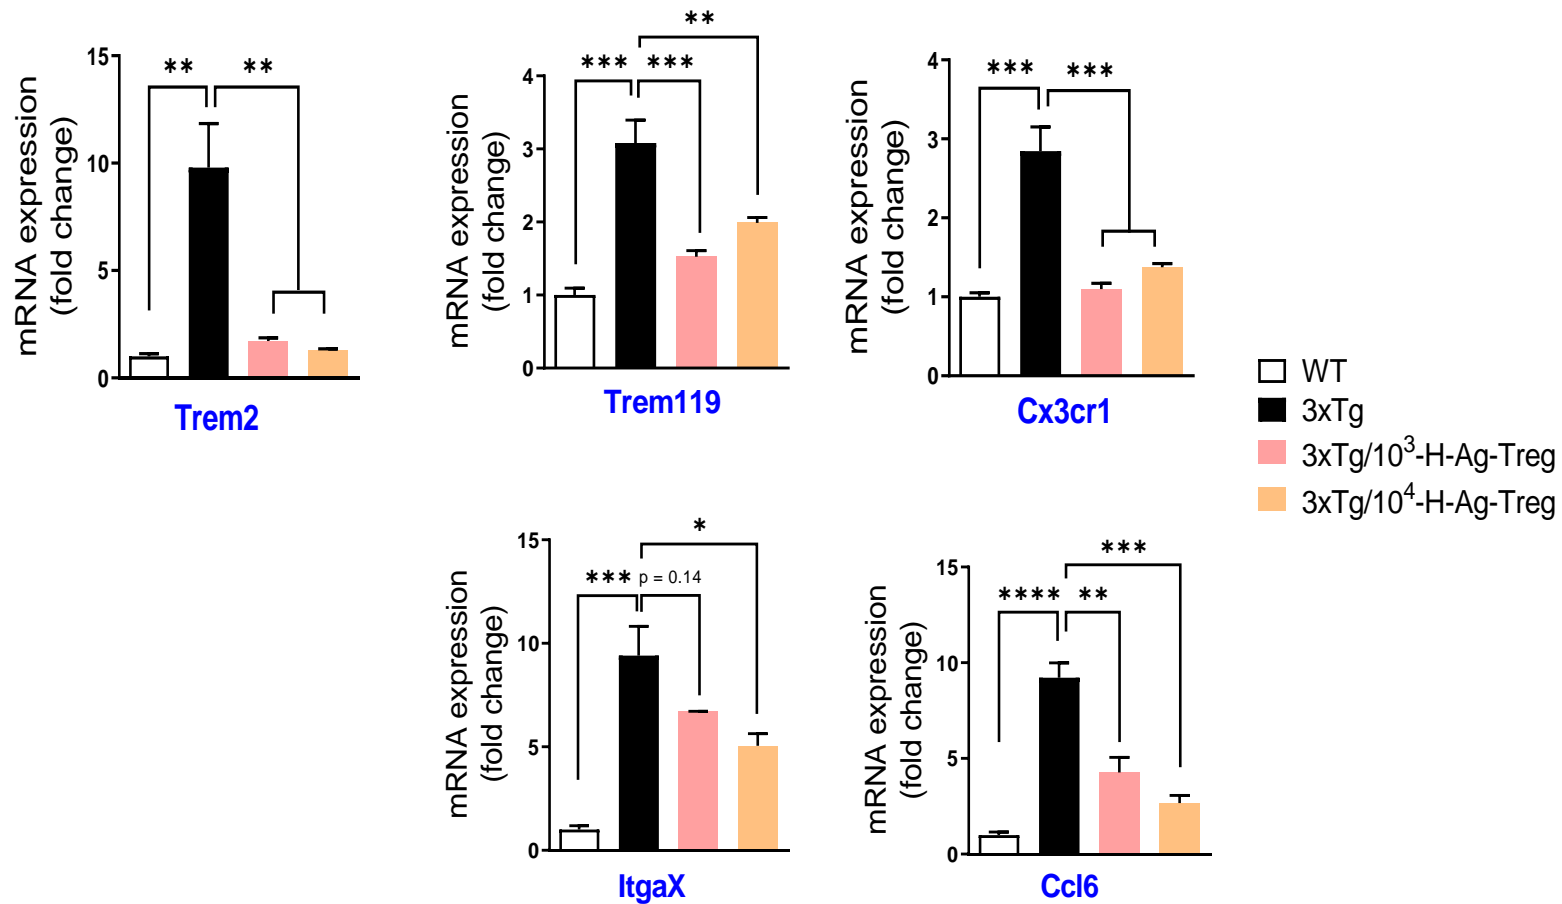 ** **
15
10
5
0
mRNA expression
(fold change)
Trem2
**
*** ***
4
3
2
1
0
mRNA expression
(fold change)
Trem119
*** ***
4
3
2
1
0
mRNA expression
(fold change)
Cx3cr1
WT
3xTg
3xTg/10³-H-Ag-Treg
3xTg/10⁴-H-Ag-Treg
*
*** p = 0.14
15
10
5
0
mRNA expression
(fold change)
ItgaX
***
**** **
15
10
5
0
mRNA expression
(fold change)
Ccl6